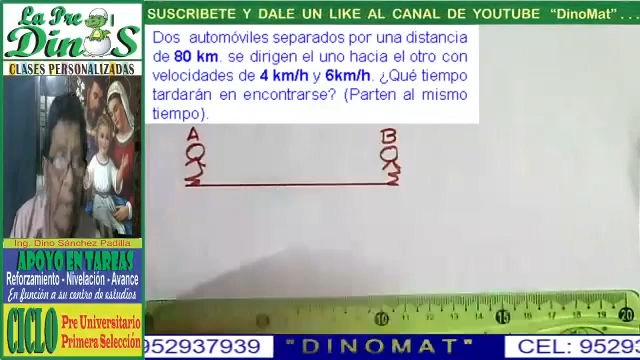 La Pre
DinoS
CLASES PERSONALIZADAS
SUSCRIBETE Y DALE UN LIKE AL CANAL DE YOUTUBE "DinoMat"...
Dos automóviles separados por una distancia
de 80 km. se dirigen el uno hacia el otro con
velocidades de 4 km/h y 6km/h. ¿Qué tiempo
tardarán en encontrarse? (Parten al mismo
tiempo).
A B
Ing. Dino Sánchez Padilla
APOYO EN TAREAS
Reforzamiento - Nivelación - Avance
En función a su centro de estudios
CICLO Pre Universitario
Primera Selección
10 15 20
952937939 "DINOMAT" CEL: 9529